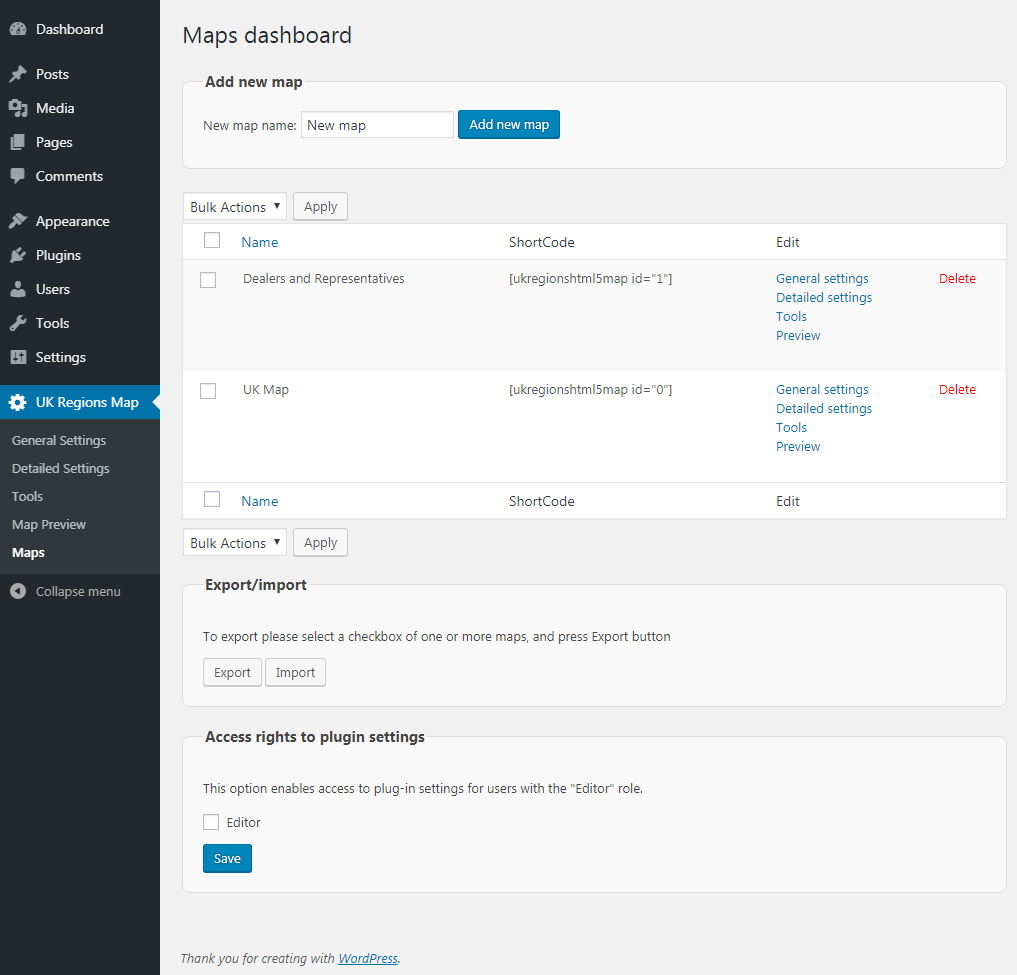 Dashboard
Posts
Media
Pages
Comments
Appearance
Plugins
Users
Tools
Settings
UK Regions Map
General Settings
Detailed Settings
Tools
Map Preview
Maps
Collapse menu
Maps dashboard
Add new map
New map name: New map Add new map
Bulk Actions Apply
Name ShortCode Edit
Dealers and Representatives [ukregionshtml5map id="1"] General settings Delete
Detailed settings
Tools
Preview
UK Map [ukregionshtml5map id="0"] General settings Delete
Detailed settings
Tools
Preview
Name ShortCode Edit
Bulk Actions Apply
Export/import
To export please select a checkbox of one or more maps, and press Export button
Export Import
Access rights to plugin settings
This option enables access to plug-in settings for users with the "Editor" role.
Editor
Save
Thank you for creating with WordPress.